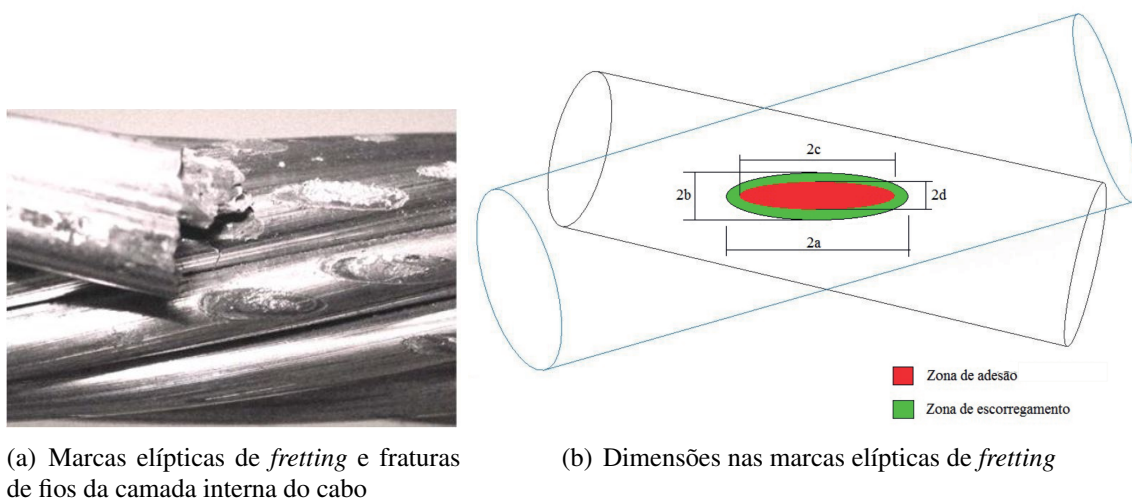 2c
2b
2d
2a
Zona de adesão
Zona de escorregamento
(a) Marcas elípticas de fretting e fraturas
de fios da camada interna do cabo
(b) Dimensões nas marcas elípticas de fretting